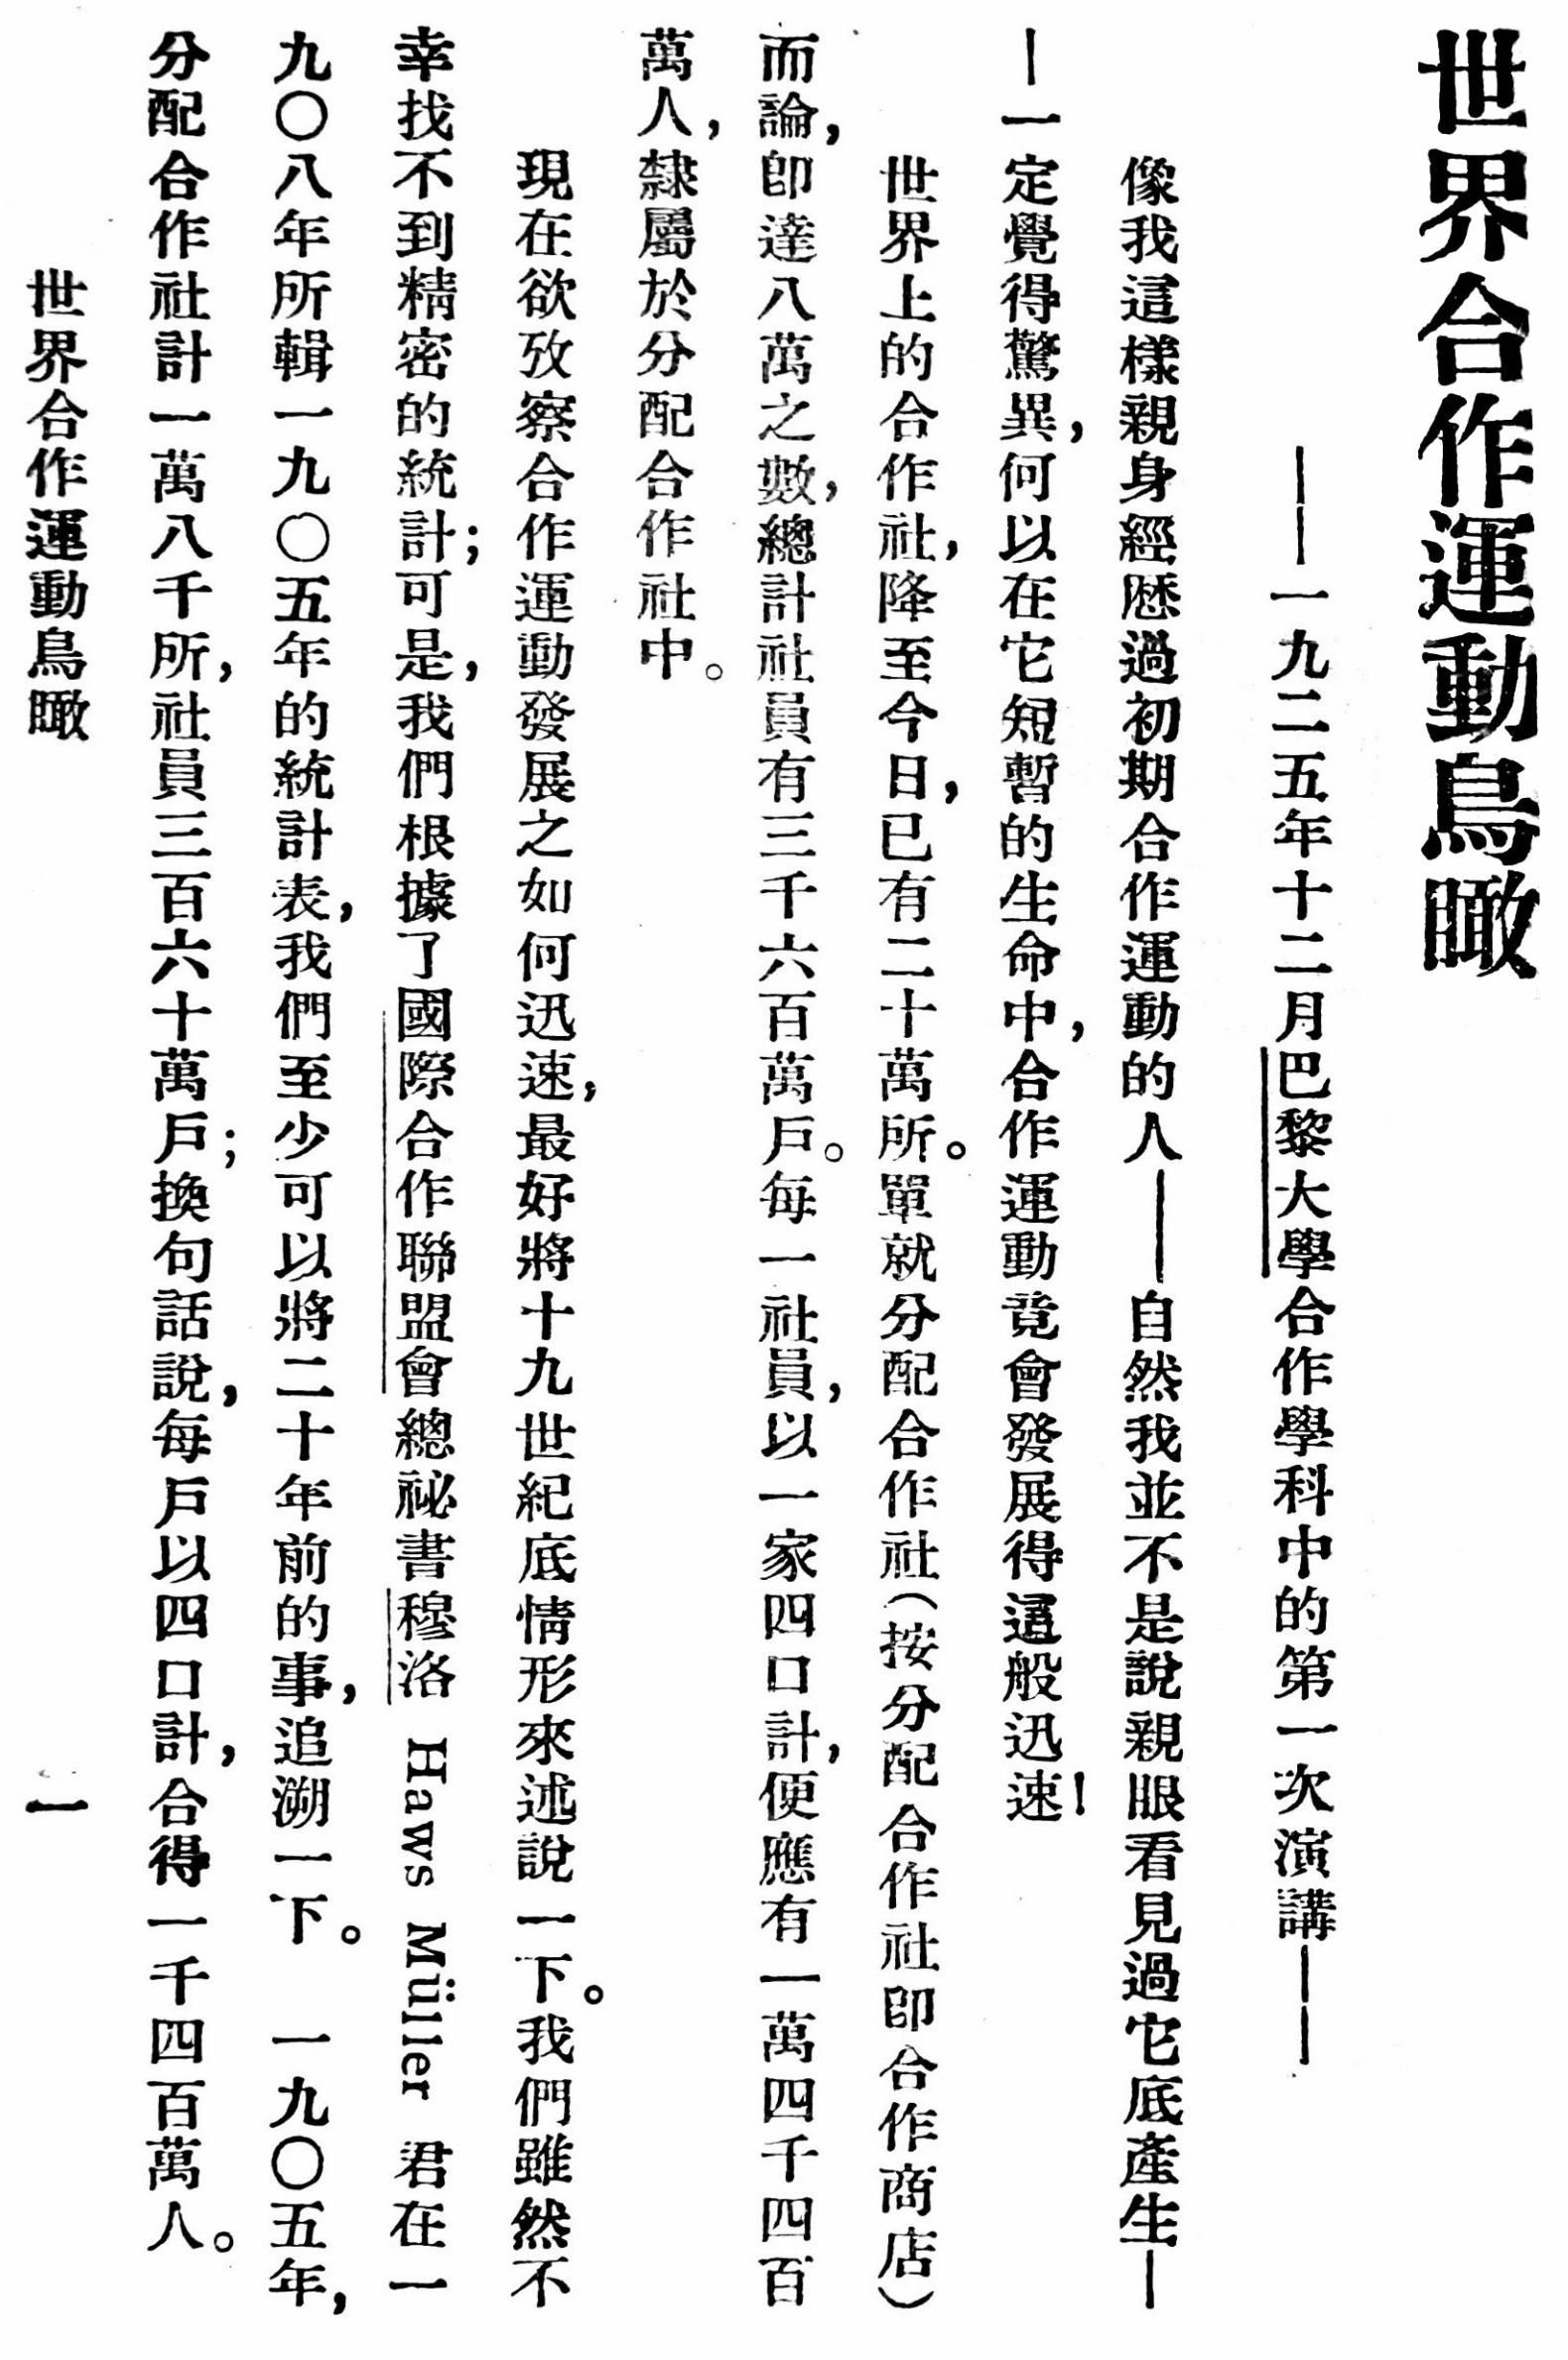 世界合作運動鳥瞰
——一九二五年十二月巴黎大學合作學科中的第一次演講——
像我這樣親身經歷過初期合作運動的人——自然我並不是說親眼看見過它底產生—
—一定覺得驚異，何以在它短暫的生命中，合作運動竟會發展得這般迅速！
世界上的合作社，降至今日，已有二十萬所。單就分配合作社（按分配合作社卽合作商店）
而論，卽達八萬之數，總計社員有三千六百萬戶。每一社員，以一家四口計，便應有一萬四千四百
萬人，隸屬於分配合作社中。
現在欲攷察合作運動發展之如何迅速，最好將十九世紀底情形來述說一下。我們雖然不
幸找不到精密的統計；可是，我們根據了國際合作聯盟會總祕書穆洛 Haws Müller 君在一
九〇八年所輯一九〇五年的統計表，我們至少可以將二十年前的事，追溯一下。一九〇五年，
分配合作社計一萬八千所，社員三百六十萬戶；換句話說，每戶以四口計，合得一千四百萬人。
世界合作運動鳥瞰
一